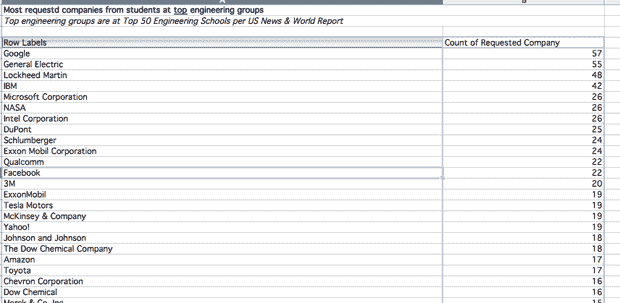 Most requestd companies from students at top engineering groups
Top engineering groups are at Top 50 Engineering Schools per US News & World Report
Row Labels Count of Requested Company
Google 57
General Electric 55
Lockheed Martin 48
IBM 42
Microsoft Corporation 26
NASA 26
Intel Corporation 26
DuPont 25
Schlumberger 24
Exxon Mobil Corporation 24
Qualcomm 22
Facebook 22
3M 20
ExxonMobil 19
Tesla Motors 19
McKinsey & Company 19
Yahoo! 19
Johnson and Johnson 18
The Dow Chemical Company 18
Amazon 17
Toyota 17
Chevron Corporation 16
Dow Chemical 16